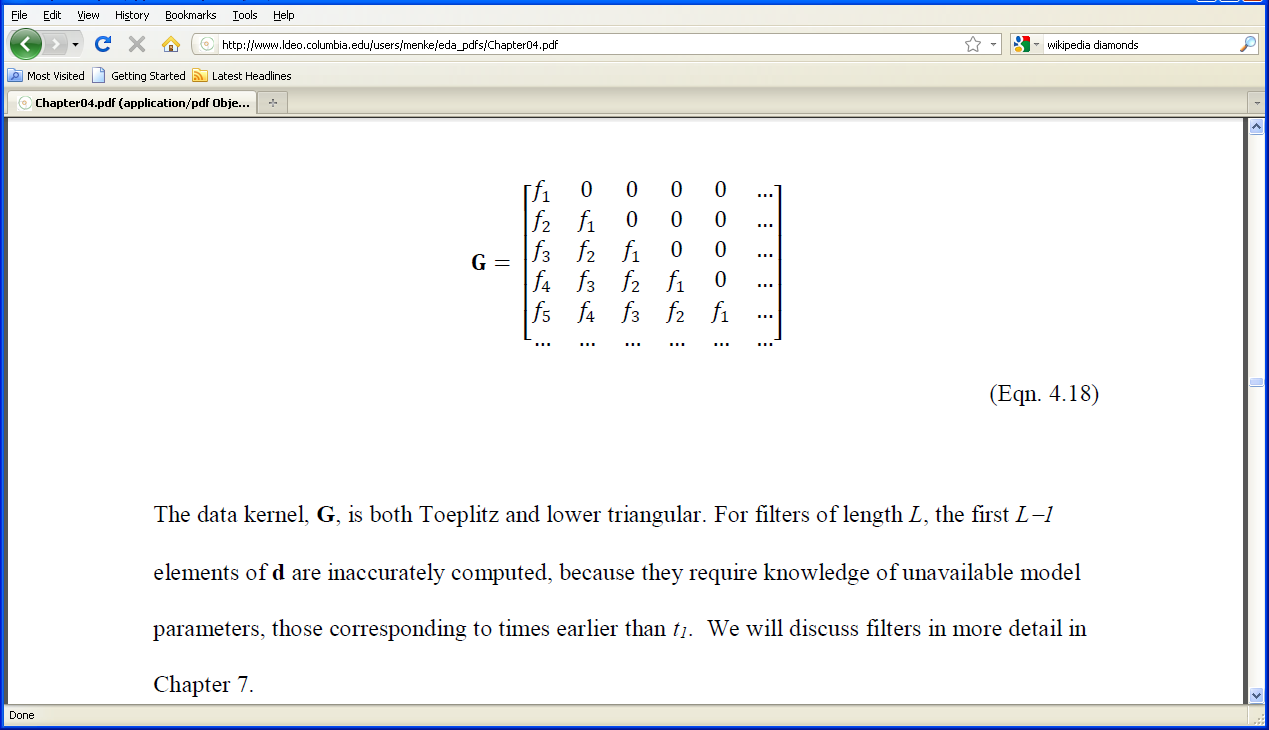 File Edit View History Bookmarks Tools Help
http://www.ldeo.columbia.edu/users/menke/eda_pdfs/Chapter04.pdf wikipedia diamonds
Most Visited Getting Started Latest Headlines
Chapter04.pdf (application/pdf Obje...
f1 0 0 0 0 ...
f2 f1 0 0 0 ...
f3 f2 f1 0 0 ...
G =
f4 f3 f2 f1 0 ...
f5 f4 f3 f2 f1 ...
... ... ... ... ... ...
(Eqn. 4.18)
The data kernel, G, is both Toeplitz and lower triangular. For filters of length L, the first L−1
elements of d are inaccurately computed, because they require knowledge of unavailable model
parameters, those corresponding to times earlier than t1. We will discuss filters in more detail in
Chapter 7.
Done